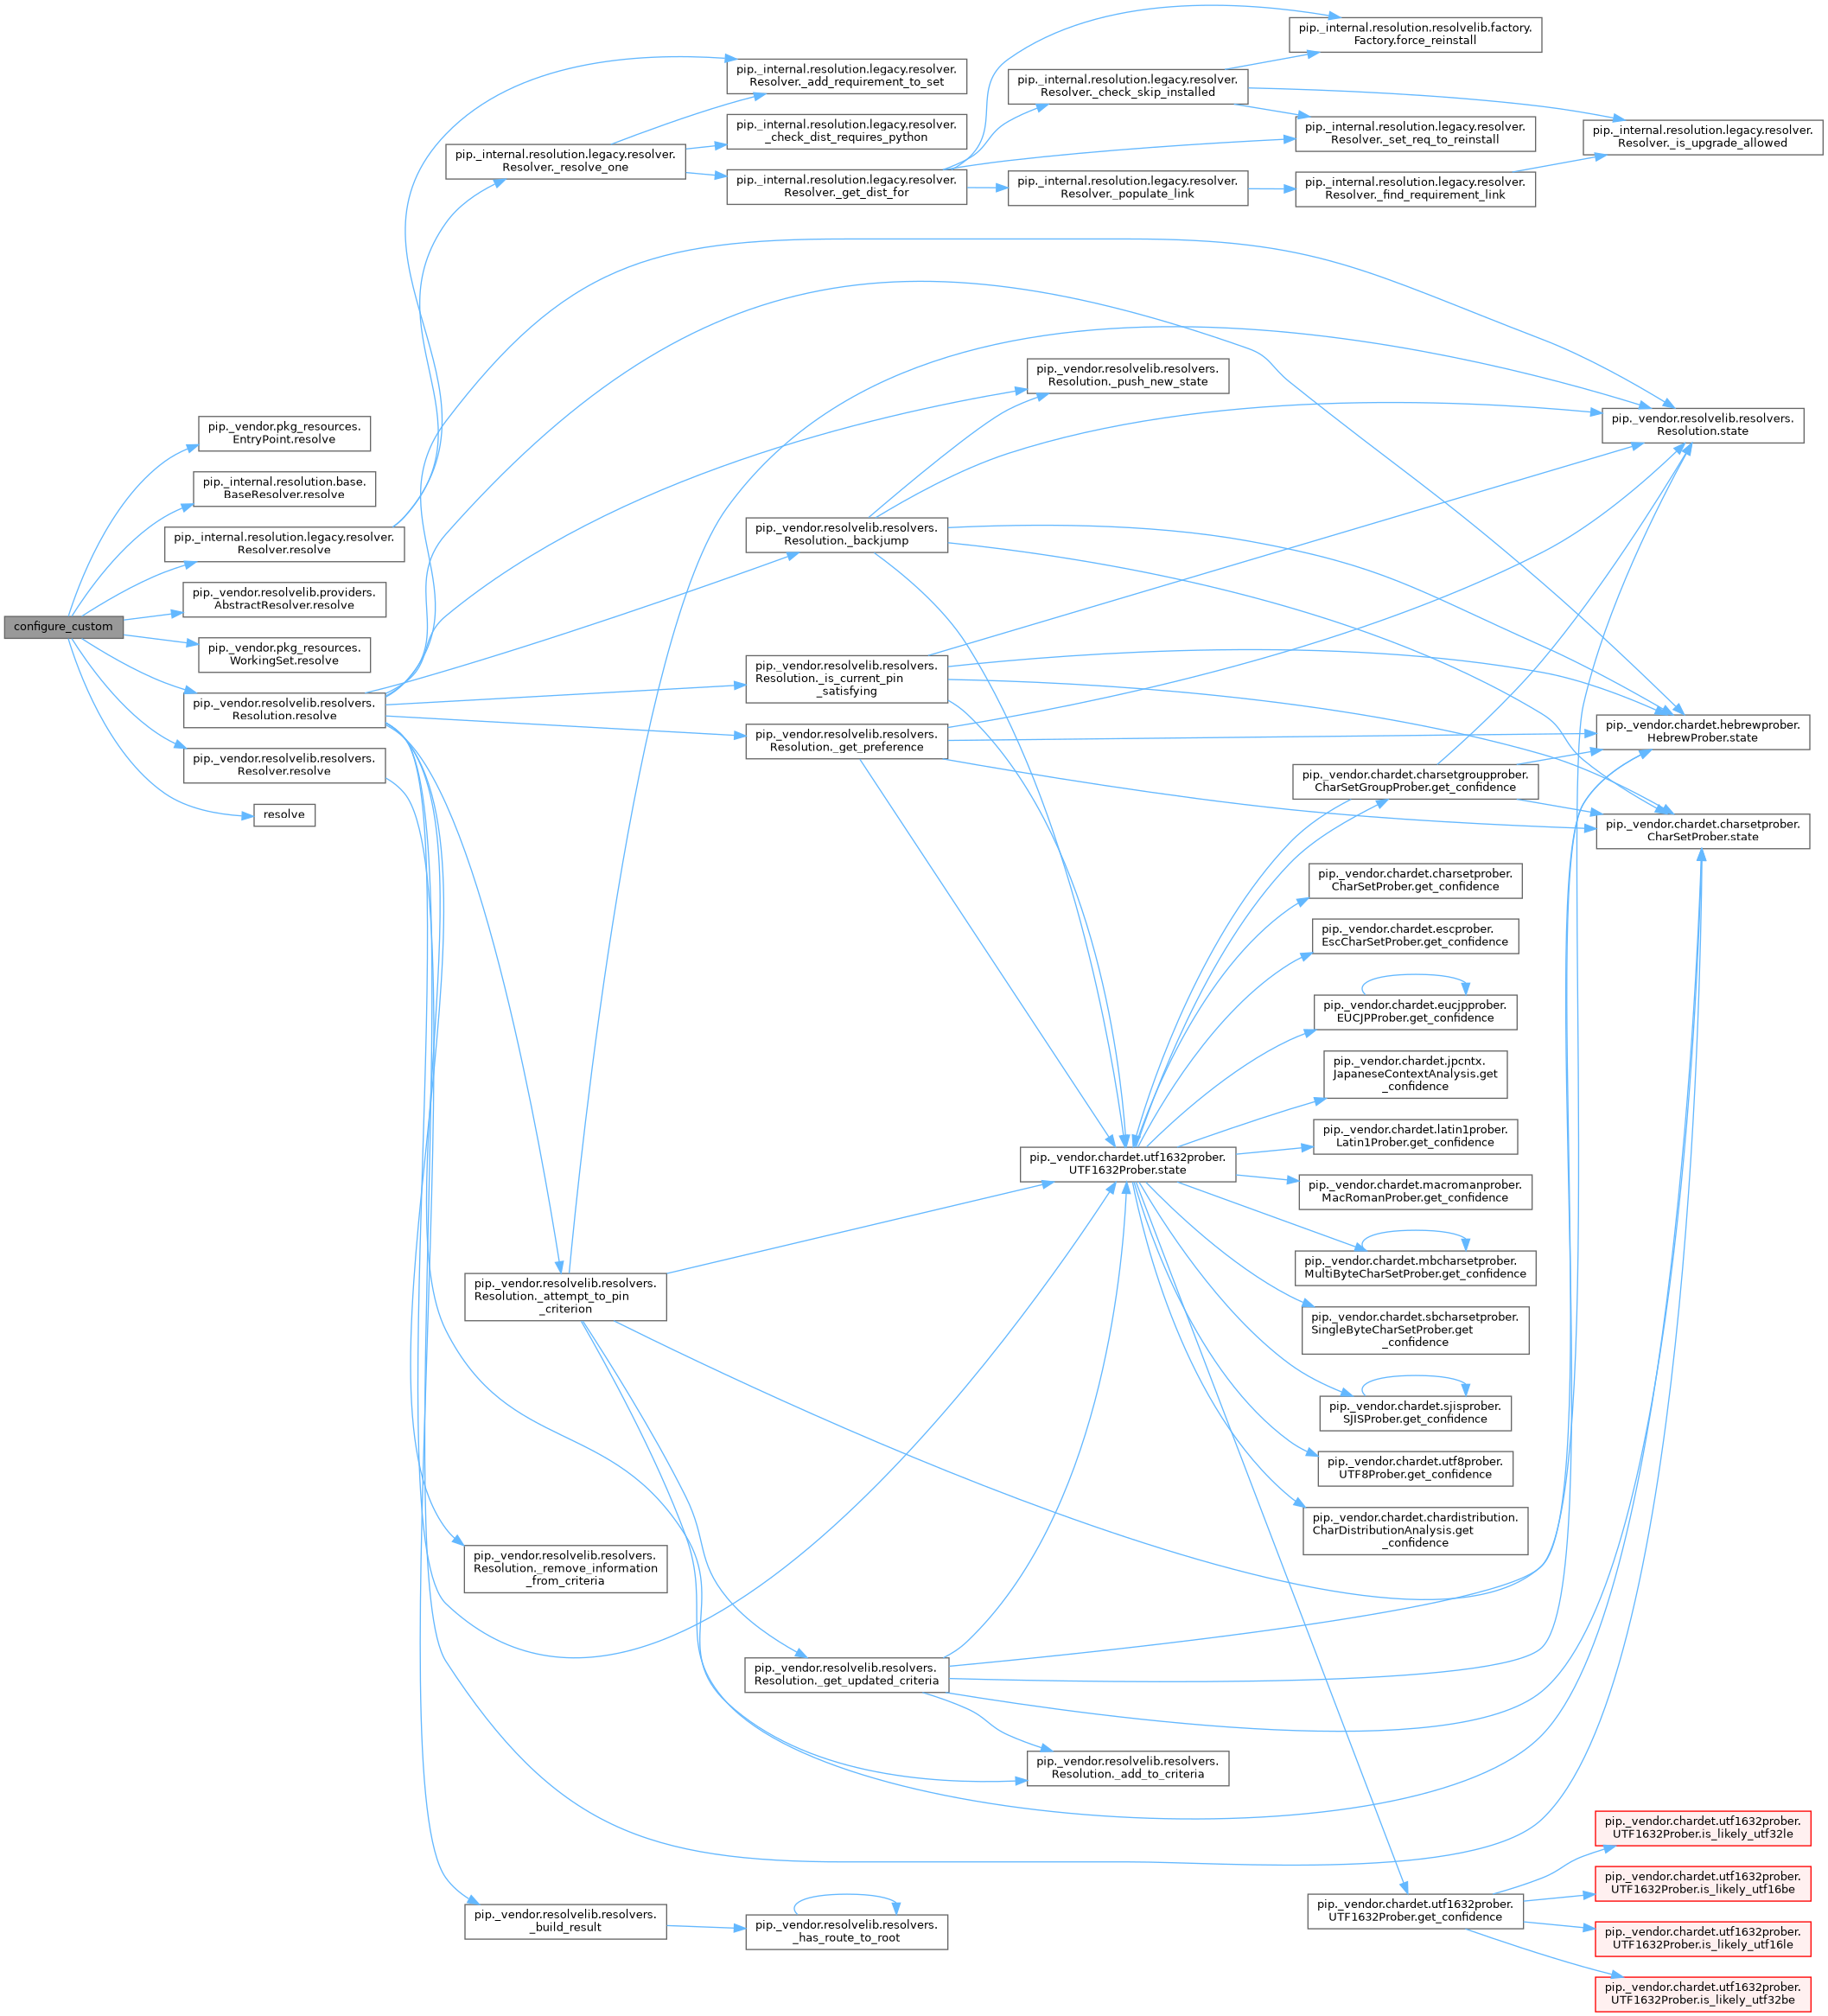 configure_custom
pip._vendor.pkg_resources.
EntryPoint.resolve
pip._internal.resolution.base.
BaseResolver.resolve
pip._internal.resolution.legacy.resolver.
Resolver.resolve
pip._vendor.resolvelib.providers.
AbstractResolver.resolve
pip._vendor.pkg_resources.
WorkingSet.resolve
pip._vendor.resolvelib.resolvers.
Resolution.resolve
pip._vendor.resolvelib.resolvers.
Resolver.resolve
resolve
pip._internal.resolution.legacy.resolver.
Resolver._resolve_one
pip._vendor.resolvelib.resolvers.
Resolution._attempt_to_pin
_criterion
pip._vendor.resolvelib.resolvers.
Resolution._remove_information
_from_criteria
pip._vendor.resolvelib.resolvers.
_build_result
pip._internal.resolution.legacy.resolver.
Resolver._add_requirement_to_set
pip._internal.resolution.legacy.resolver.
_check_dist_requires_python
pip._internal.resolution.legacy.resolver.
Resolver._get_dist_for
pip._vendor.resolvelib.resolvers.
Resolution._backjump
pip._vendor.resolvelib.resolvers.
Resolution._is_current_pin
_satisfying
pip._vendor.resolvelib.resolvers.
Resolution._get_preference
pip._vendor.resolvelib.resolvers.
Resolution._get_updated_criteria
pip._vendor.resolvelib.resolvers.
_has_route_to_root
pip._internal.resolution.legacy.resolver.
Resolver._check_skip_installed
pip._internal.resolution.legacy.resolver.
Resolver._populate_link
pip._vendor.resolvelib.resolvers.
Resolution._push_new_state
pip._vendor.chardet.utf1632prober.
UTF1632Prober.state
pip._vendor.resolvelib.resolvers.
Resolution._add_to_criteria
pip._internal.resolution.resolvelib.factory.
Factory.force_reinstall
pip._internal.resolution.legacy.resolver.
Resolver._set_req_to_reinstall
pip._internal.resolution.legacy.resolver.
Resolver._find_requirement_link
pip._vendor.chardet.charsetgroupprober.
CharSetGroupProber.get_confidence
pip._vendor.chardet.charsetprober.
CharSetProber.get_confidence
pip._vendor.chardet.escprober.
EscCharSetProber.get_confidence
pip._vendor.chardet.eucjpprober.
EUCJPProber.get_confidence
pip._vendor.chardet.jpcntx.
JapaneseContextAnalysis.get
_confidence
pip._vendor.chardet.latin1prober.
Latin1Prober.get_confidence
pip._vendor.chardet.macromanprober.
MacRomanProber.get_confidence
pip._vendor.chardet.mbcharsetprober.
MultiByteCharSetProber.get_confidence
pip._vendor.chardet.sbcharsetprober.
SingleByteCharSetProber.get
_confidence
pip._vendor.chardet.sjisprober.
SJISProber.get_confidence
pip._vendor.chardet.utf8prober.
UTF8Prober.get_confidence
pip._vendor.chardet.chardistribution.
CharDistributionAnalysis.get
_confidence
pip._vendor.chardet.utf1632prober.
UTF1632Prober.get_confidence
pip._internal.resolution.legacy.resolver.
Resolver._is_upgrade_allowed
pip._vendor.resolvelib.resolvers.
Resolution.state
pip._vendor.chardet.hebrewprober.
HebrewProber.state
pip._vendor.chardet.charsetprober.
CharSetProber.state
pip._vendor.chardet.utf1632prober.
UTF1632Prober.is_likely_utf32le
pip._vendor.chardet.utf1632prober.
UTF1632Prober.is_likely_utf16be
pip._vendor.chardet.utf1632prober.
UTF1632Prober.is_likely_utf16le
pip._vendor.chardet.utf1632prober.
UTF1632Prober.is_likely_utf32be